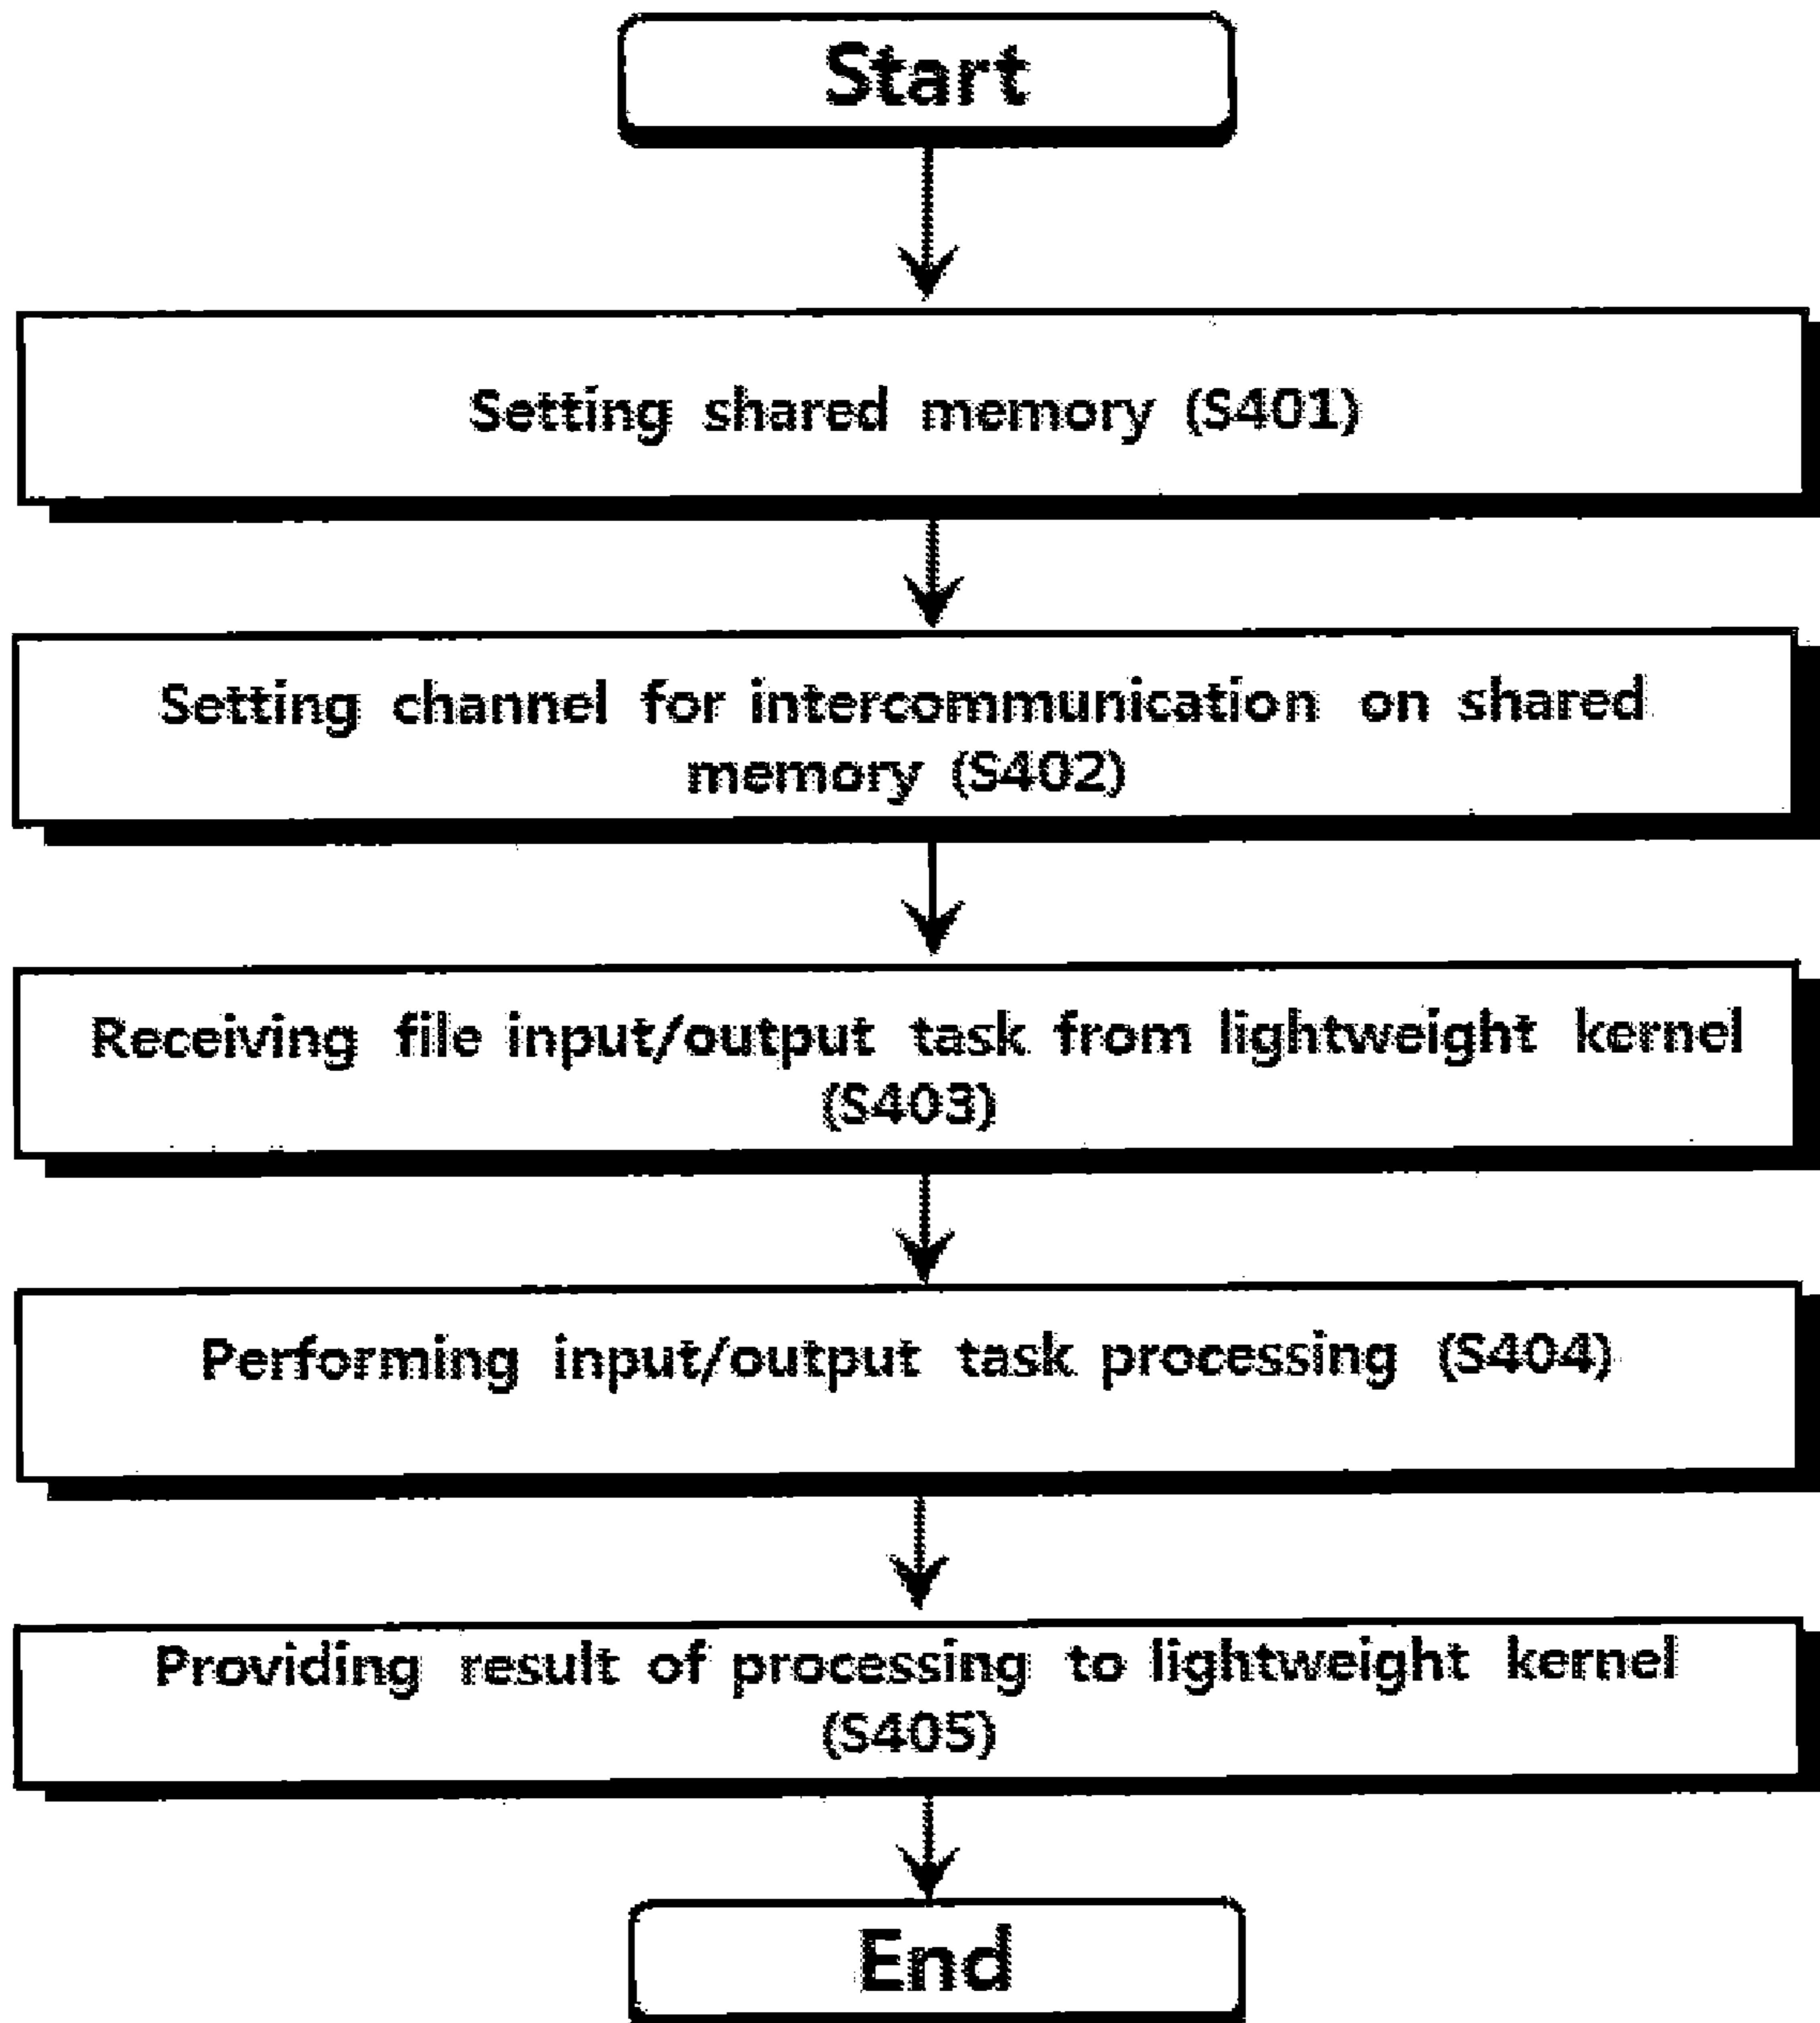 Start
Setting shared memory (S401)
Setting channel for intercommunication on shared
memory (S402)
Receiving file input/output task from lightweight kernel
(S403)
Performing input/output task processing (S404)
Providing result of processing to lightweight kernel
(S405)
End